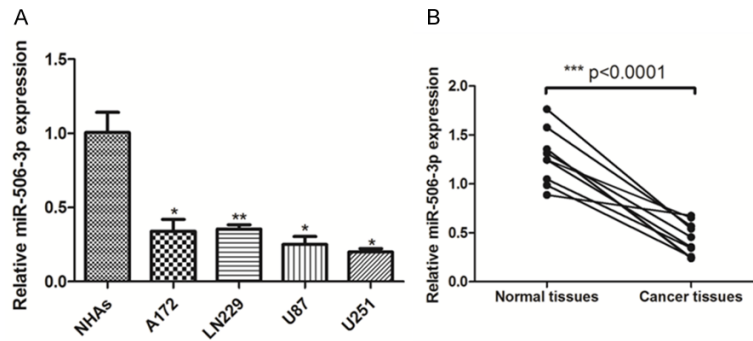 A
Relative miR-506-3p expression
1.5
1.0
0.5
0.0
*
**
*
*
NHAs
A172
LN229
U87
U251
B
Relative miR-506-3p expression
*** p<0.0001
2.0
1.5
1.0
0.5
0.0
Normal tissues
Cancer tissues